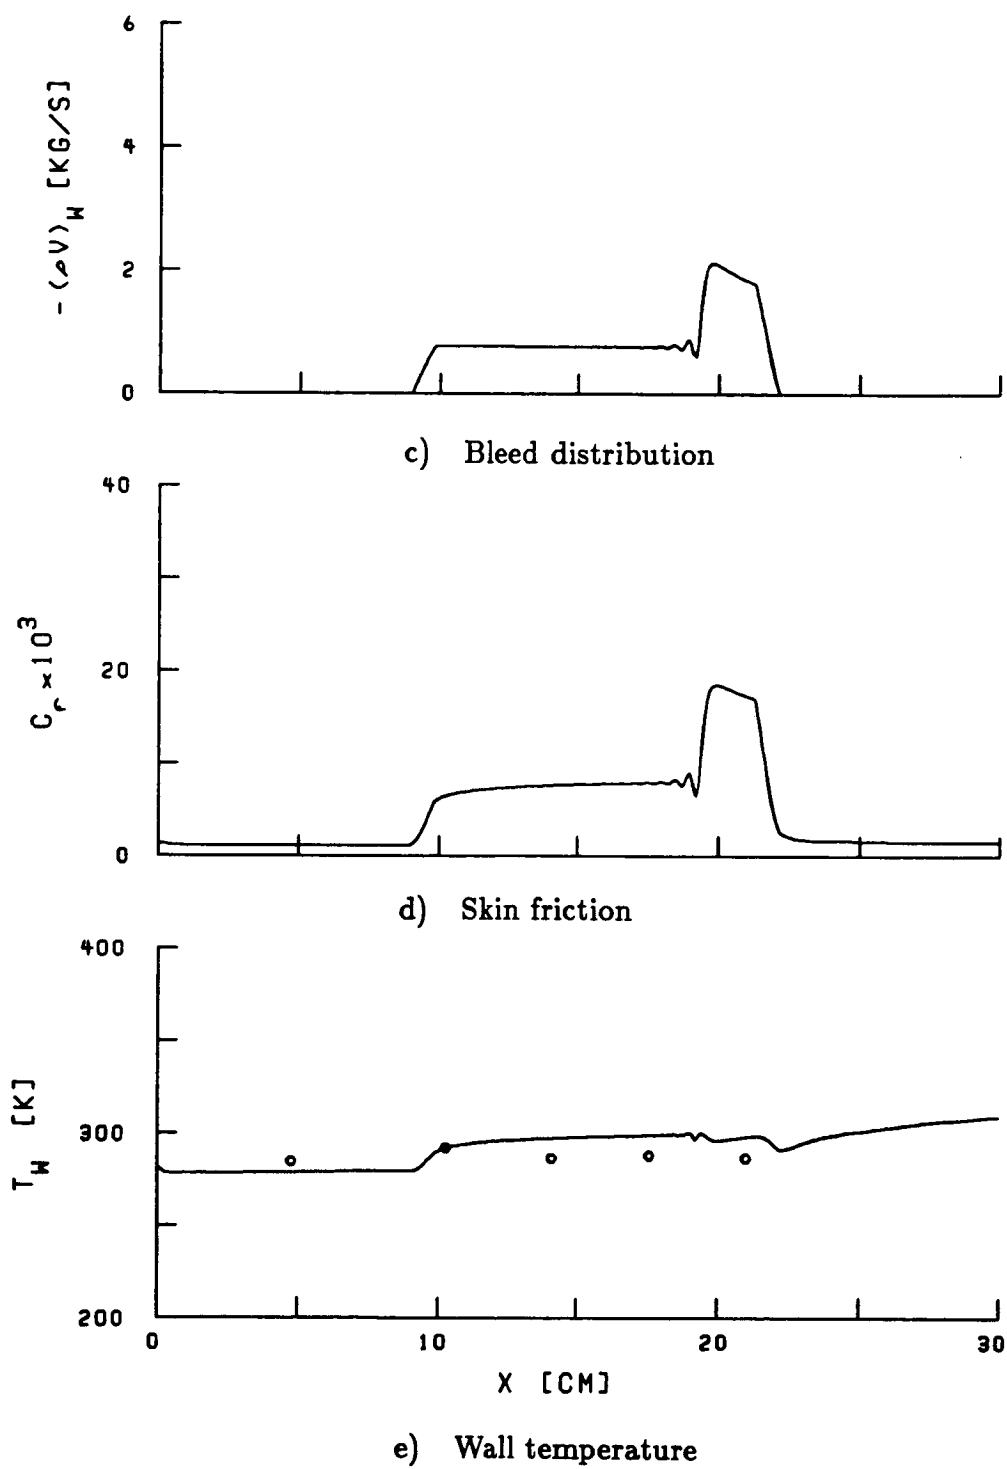 6
4
2
0
-(ρV)W [KG/S]
c) Bleed distribution
40
20
0
Cf ×10³
d) Skin friction
400
300
200
TW [K]
0 10 20 30
X [CM]
e) Wall temperature